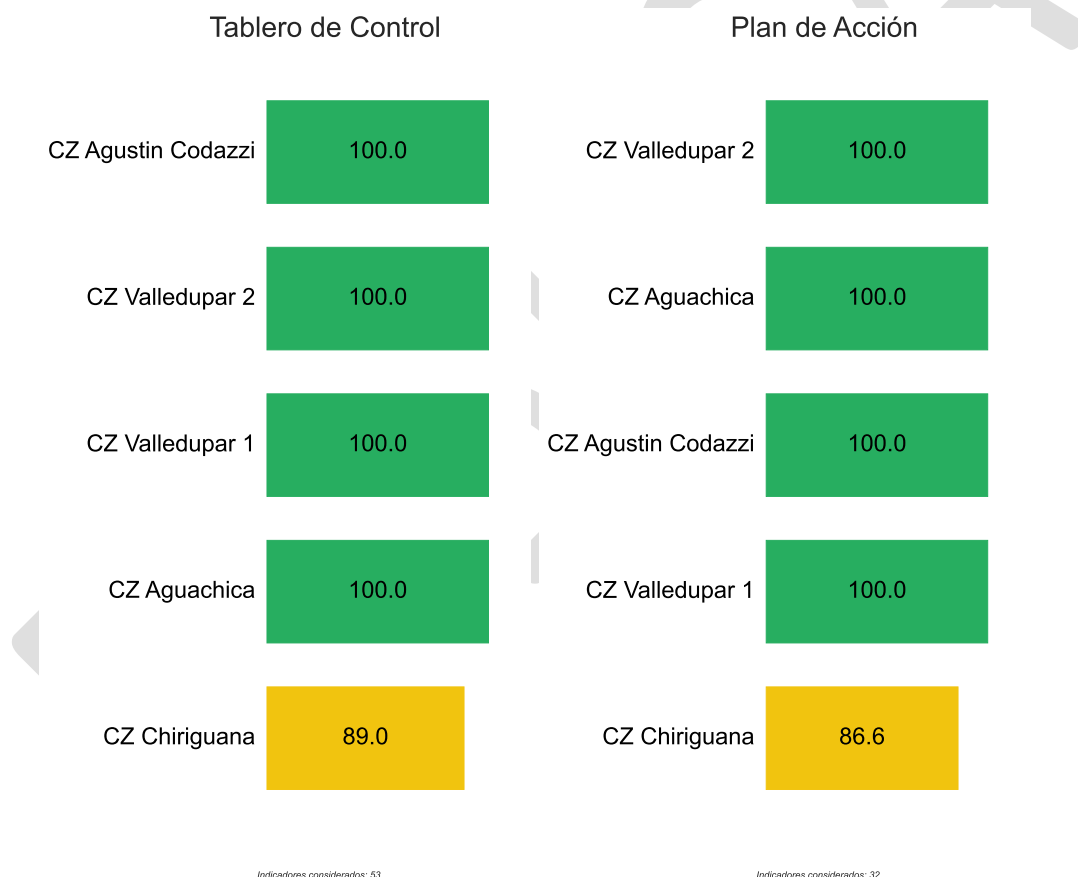 Tablero de Control
CZ Agustin Codazzi 100.0
CZ Valledupar 2 100.0
CZ Valledupar 1 100.0
CZ Aguachica 100.0
CZ Chiriguana 89.0
Indicadores considerados: 53
Plan de Acción
CZ Valledupar 2 100.0
CZ Aguachica 100.0
CZ Agustin Codazzi 100.0
CZ Valledupar 1 100.0
CZ Chiriguana 86.6
Indicadores considerados: 32